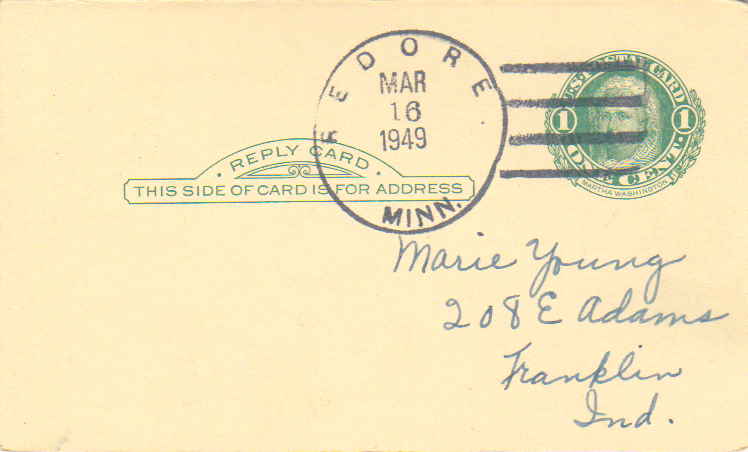 REDORE
MAR
16
1949
MINN.
U.S. POSTAL CARD
1 1
ONE CENT
MARTHA WASHINGTON
REPLY CARD
THIS SIDE OF CARD IS FOR ADDRESS
Marie Young
208 E Adams
Franklin
Ind.